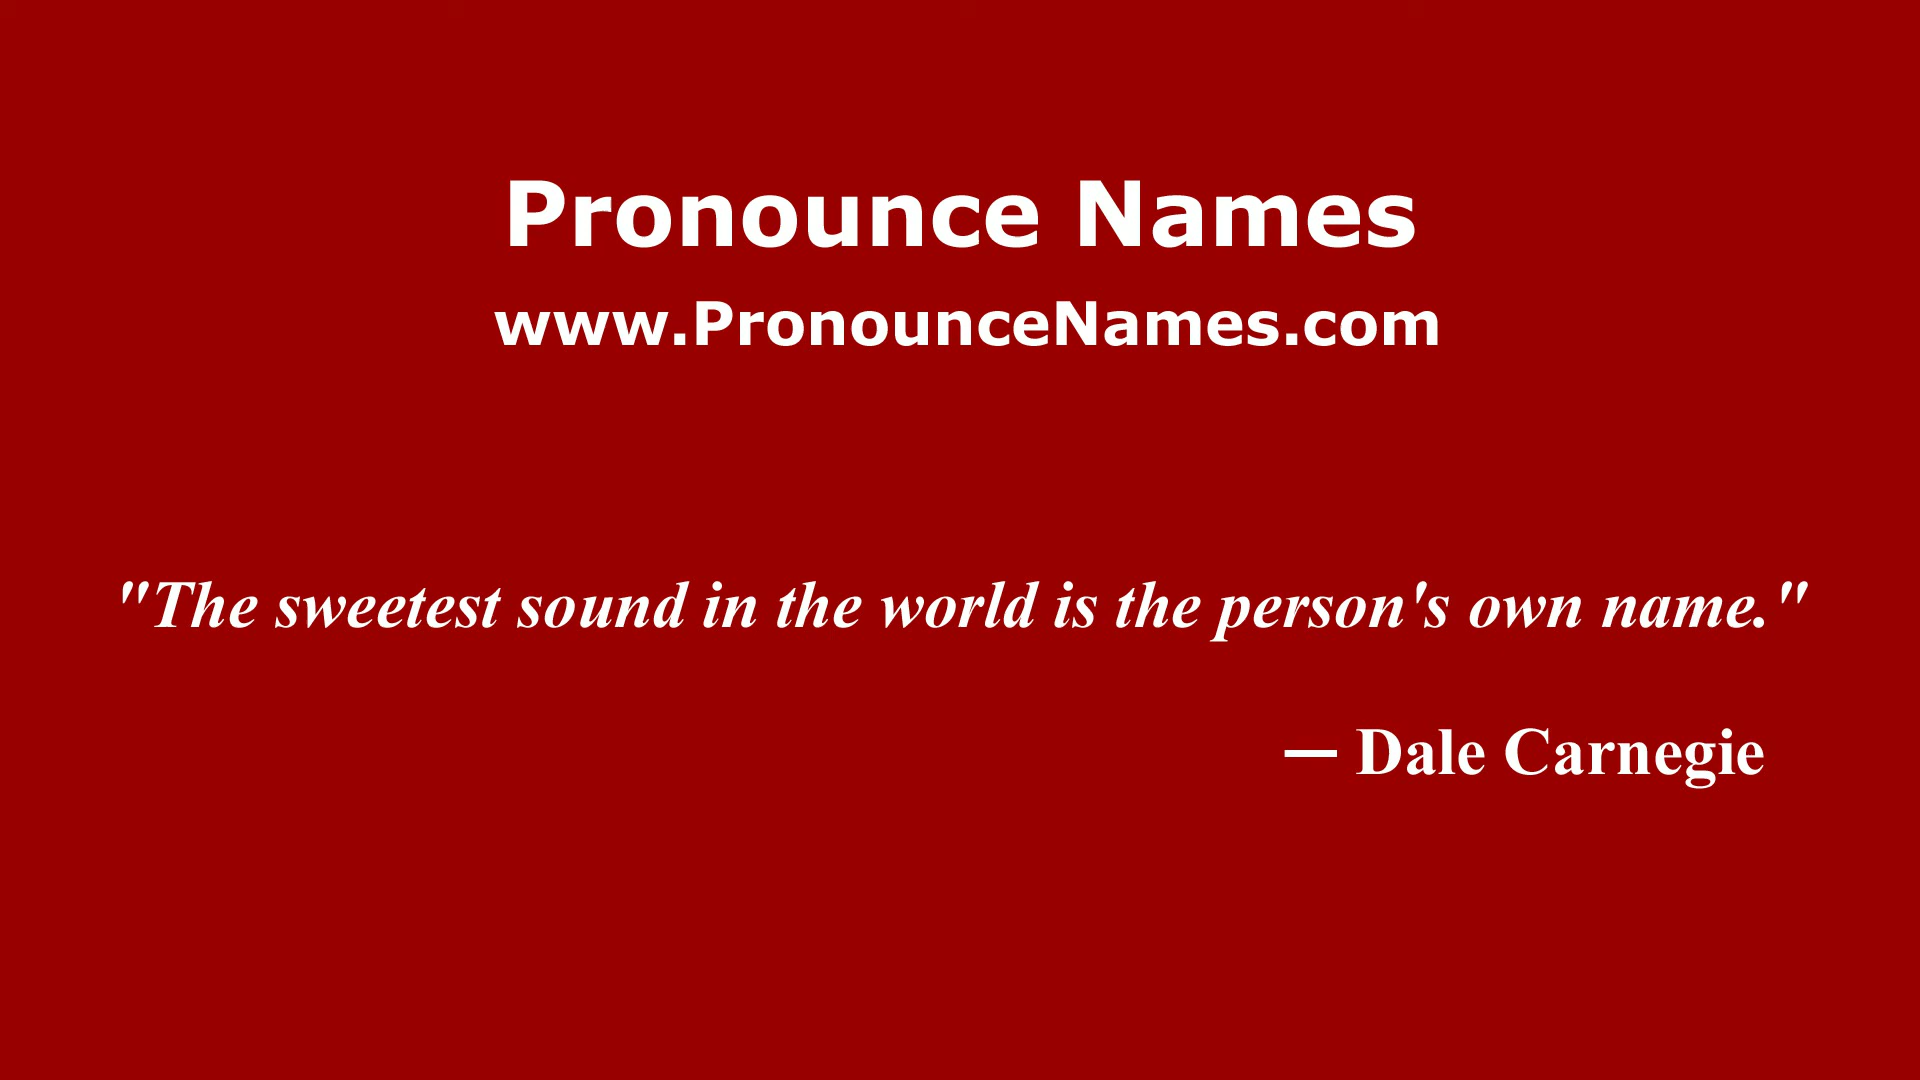 Pronounce Names
www.PronounceNames.com
"The sweetest sound in the world is the person's own name."
— Dale Carnegie